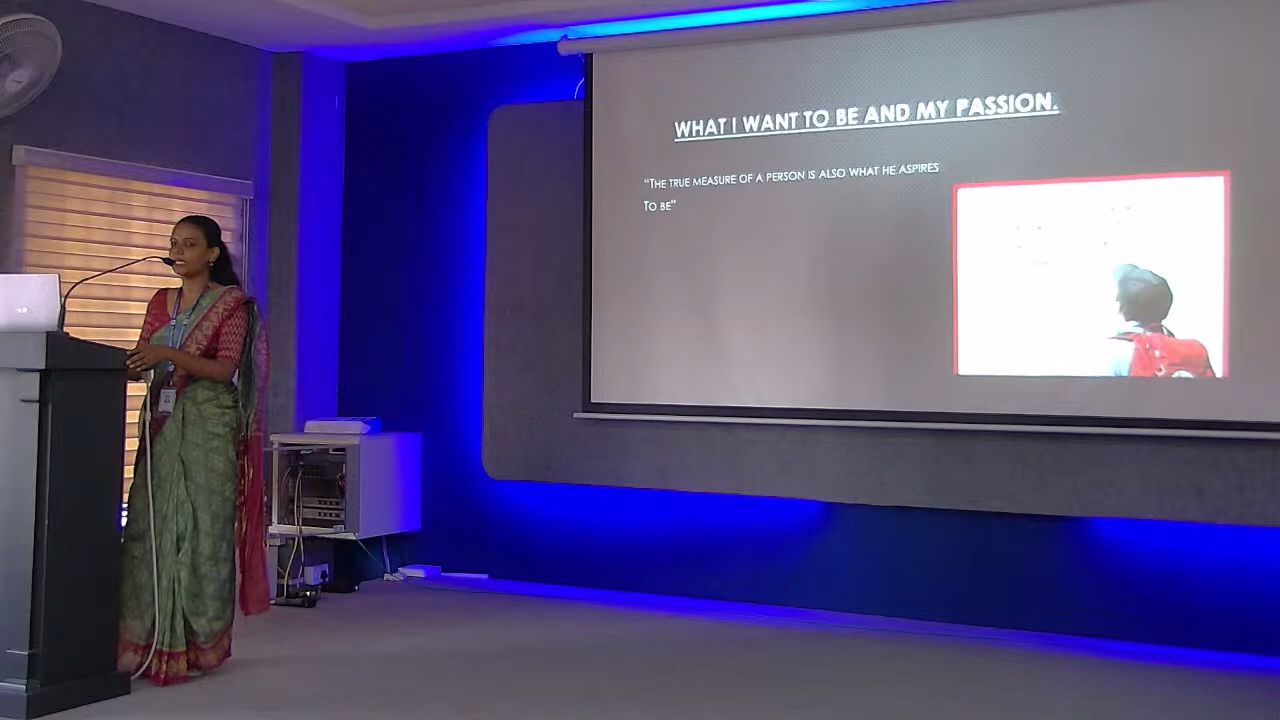 WHAT I WANT TO BE AND MY PASSION.
“THE TRUE MEASURE OF A PERSON IS ALSO WHAT HE ASPIRES
TO BE”